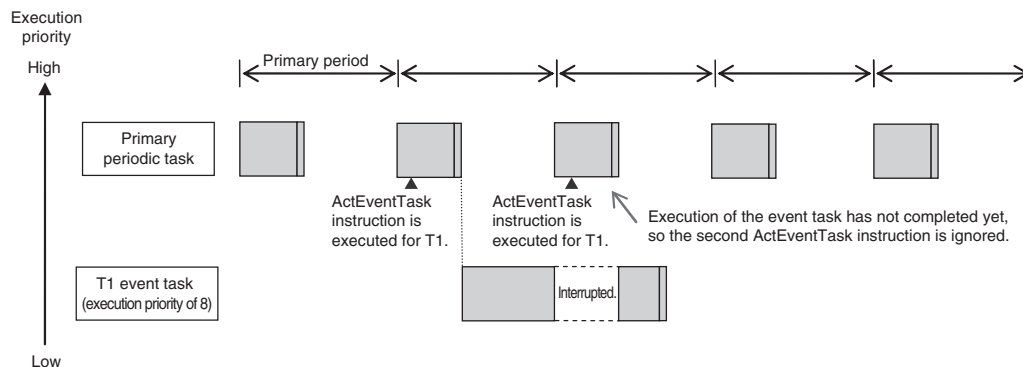 Execution
priority
High
Primary period
Primary
periodic task
ActEventTask
instruction is
executed for T1.
ActEventTask
instruction is
executed for T1.
Execution of the event task has not completed yet,
so the second ActEventTask instruction is ignored.
T1 event task
(execution priority of 8)
Interrupted.
Low